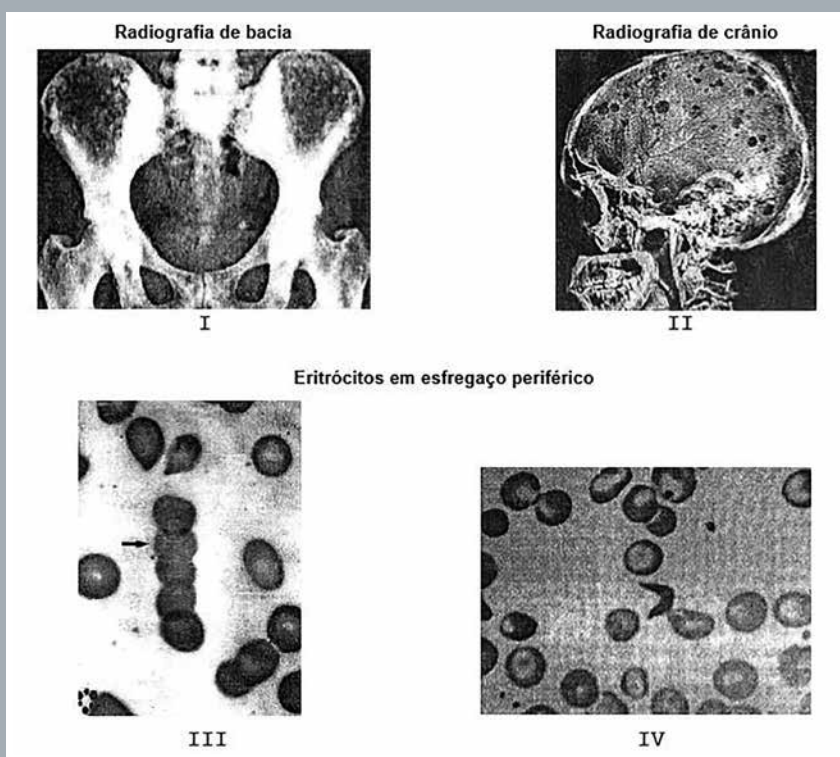 Radiografia de bacia
Radiografia de crânio
I
II
Eritrócitos em esfregaço periférico
III
IV